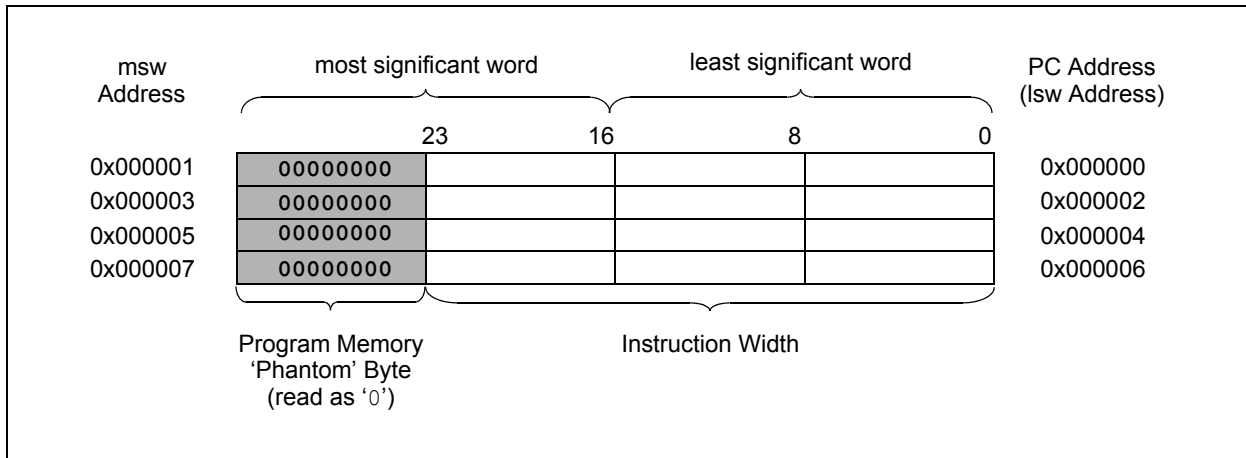 msw
Address
most significant word
least significant word
PC Address
(lsw Address)
23 16 8 0
0x000001 00000000 0x000000
0x000003 00000000 0x000002
0x000005 00000000 0x000004
0x000007 00000000 0x000006
Program Memory
‘Phantom’ Byte
(read as ‘0’)
Instruction Width